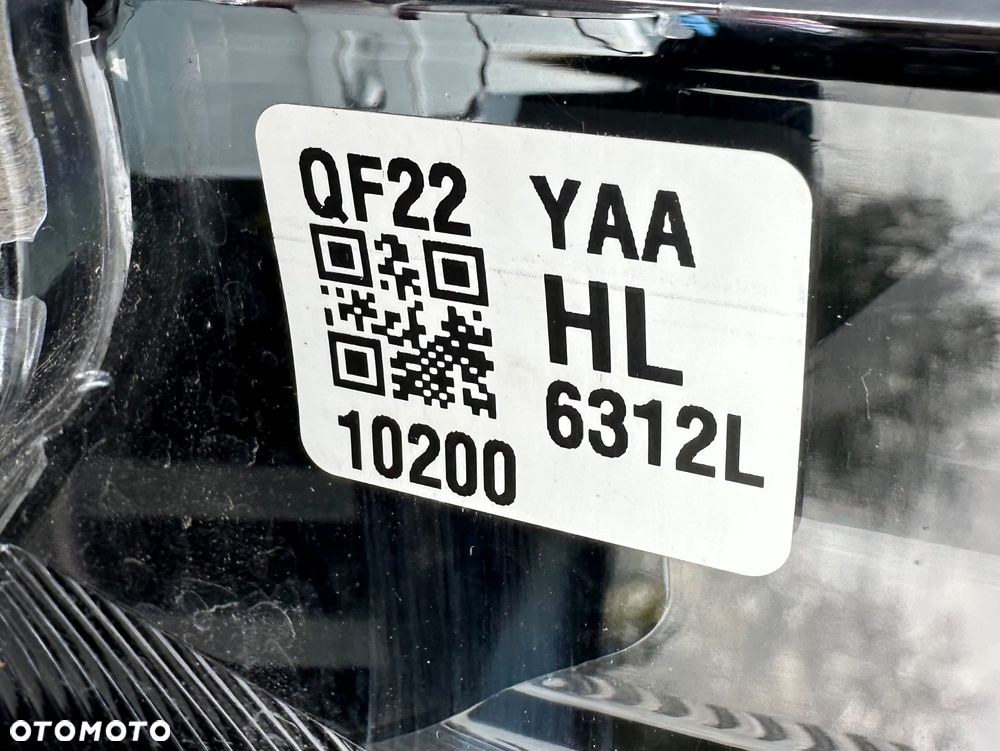 QF22
YAA
HL
6312L
10200
OTOMOTO